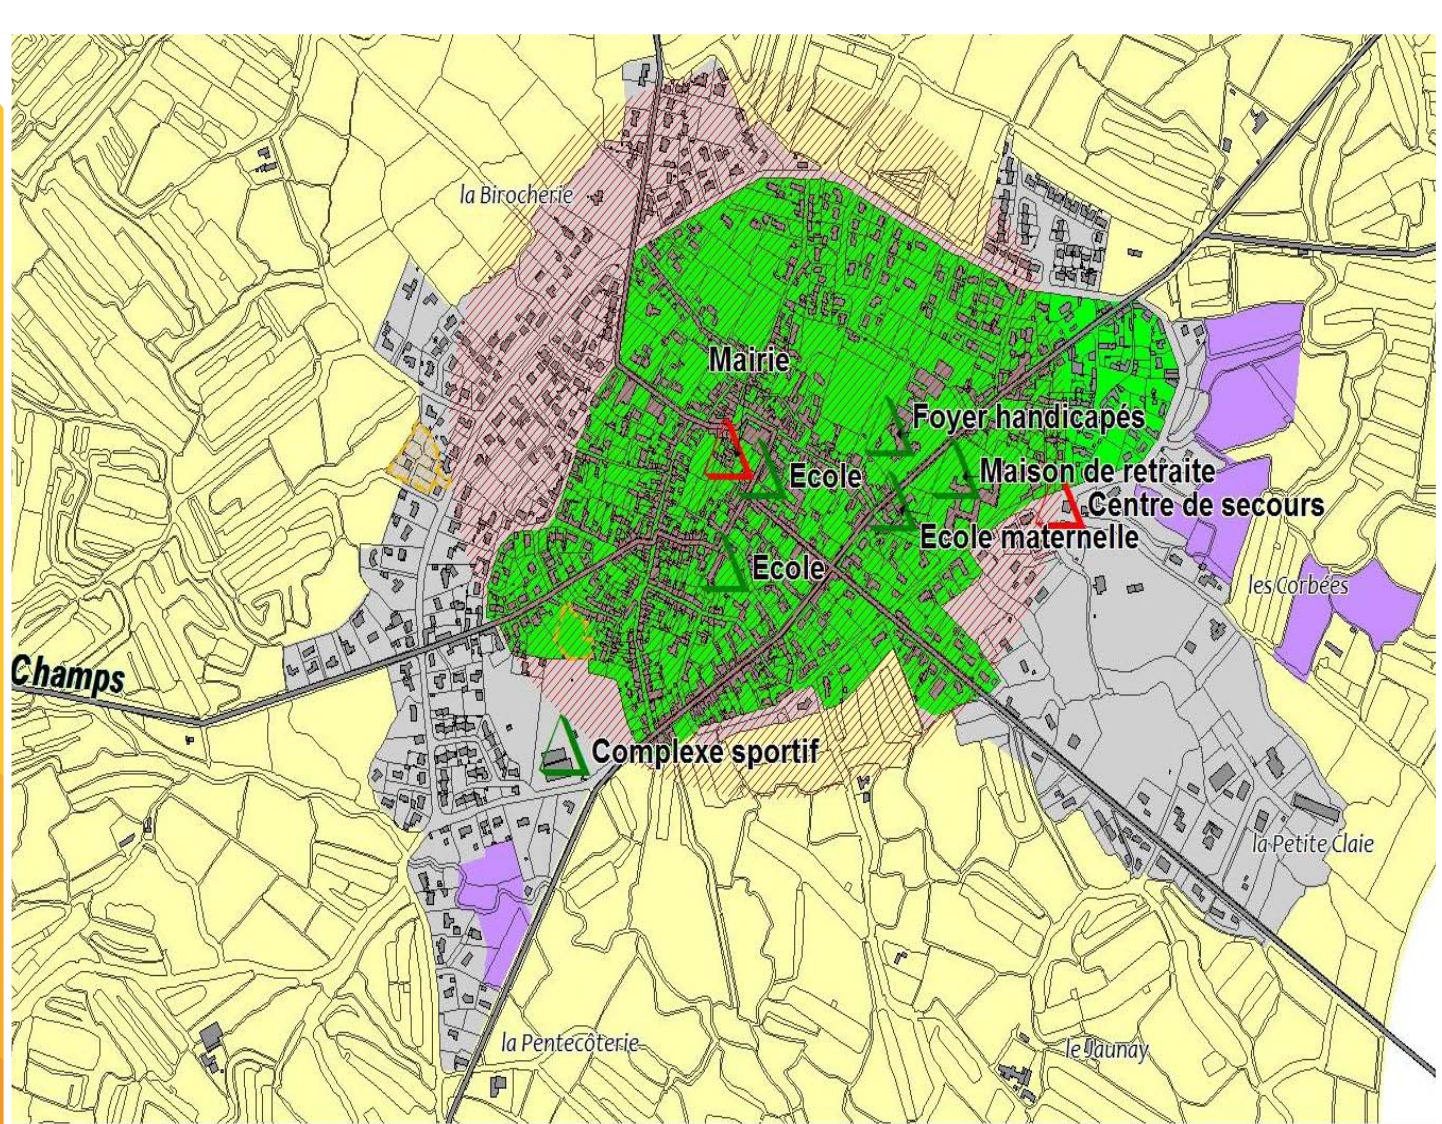 la Birocherie
Mairie
Foyer handicapés
Ecole
Maison de retraite
Centre de secours
Ecole maternelle
Ecole
les Corbées
Champs
Complexe sportif
la Petite Claie
la Pentecôterie
le Jaunay